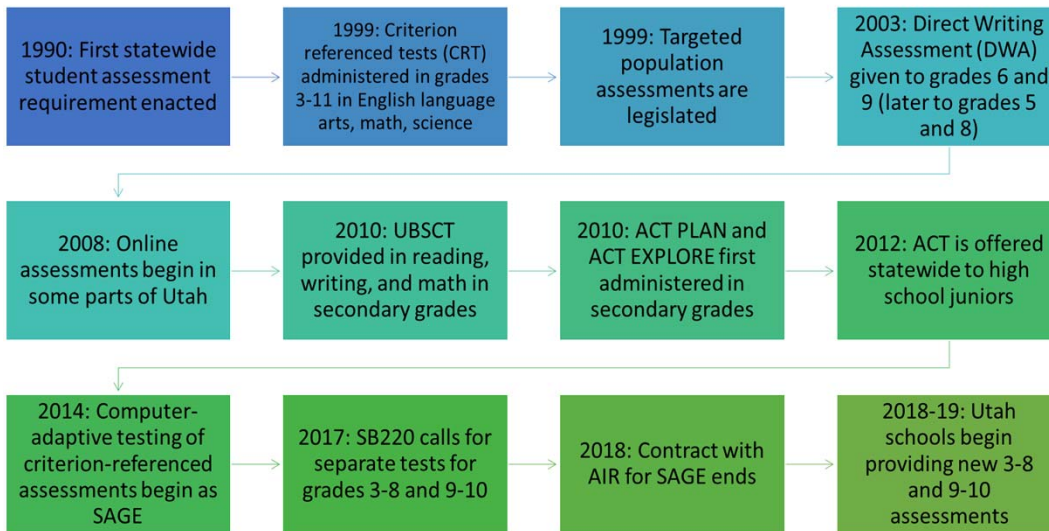 1990: First statewide
student assessment
requirement enacted
1999: Criterion
referenced tests (CRT)
administered in grades
3-11 in English language
arts, math, science
1999: Targeted
population
assessments are
legislated
2003: Direct Writing
Assessment (DWA)
given to grades 6 and
9 (later to grades 5
and 8)
2008: Online
assessments begin in
some parts of Utah
2010: UBSCT
provided in reading,
writing, and math in
secondary grades
2010: ACT PLAN and
ACT EXPLORE first
administered in
secondary grades
2012: ACT is offered
statewide to high
school juniors
2014: Computer-
adaptive testing of
criterion-referenced
assessments begin as
SAGE
2017: SB220 calls for
separate tests for
grades 3-8 and 9-10
2018: Contract with
AIR for SAGE ends
2018-19: Utah
schools begin
providing new 3-8
and 9-10
assessments